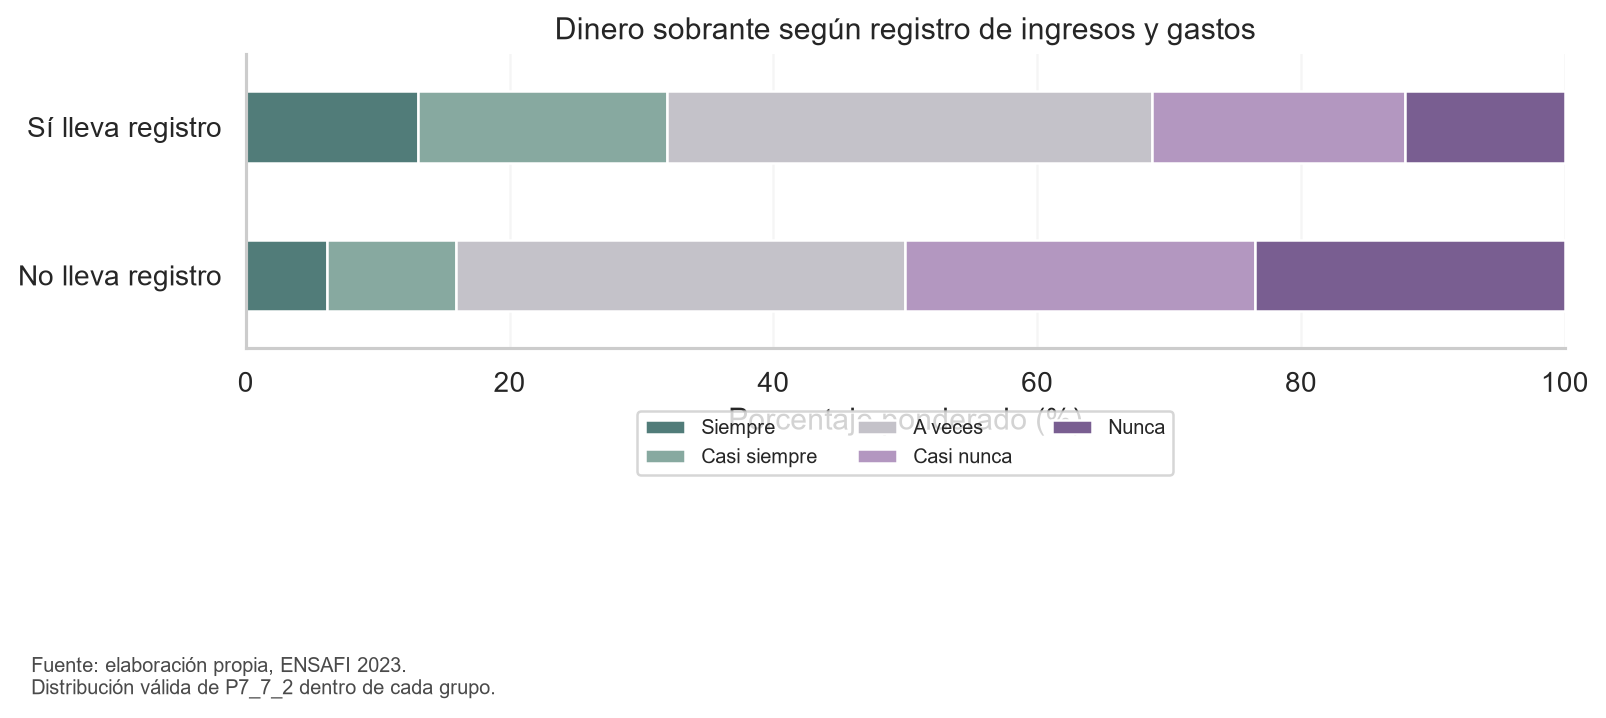 Dinero sobrante según registro de ingresos y gastos
Sí lleva registro
No lleva registro
0 20 40 60 80 100
Porcentaje ponderado (%)
Siempre A veces Nunca
Casi siempre Casi nunca
Fuente: elaboración propia, ENSAFI 2023.
Distribución válida de P7_7_2 dentro de cada grupo.